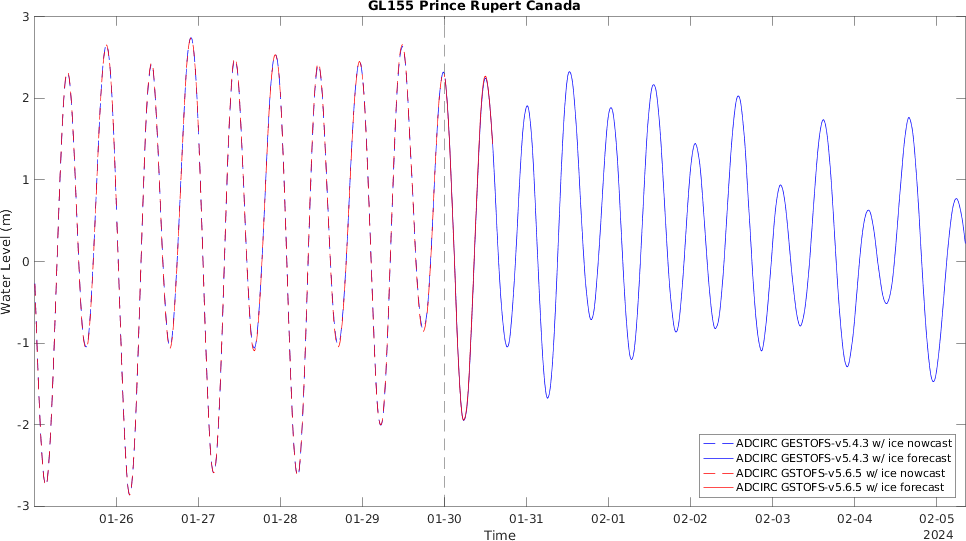 GL155 Prince Rupert Canada
3
2
1
0
-1
-2
-3
Water Level (m)
01-26
01-27
01-28
01-29
01-30
01-31
02-01
02-02
02-03
02-04
02-05
Time
2024
ADCIRC GESTOFS-v5.4.3 w/ ice nowcast
ADCIRC GESTOFS-v5.4.3 w/ ice forecast
ADCIRC GSTOFS-v5.6.5 w/ ice nowcast
ADCIRC GSTOFS-v5.6.5 w/ ice forecast